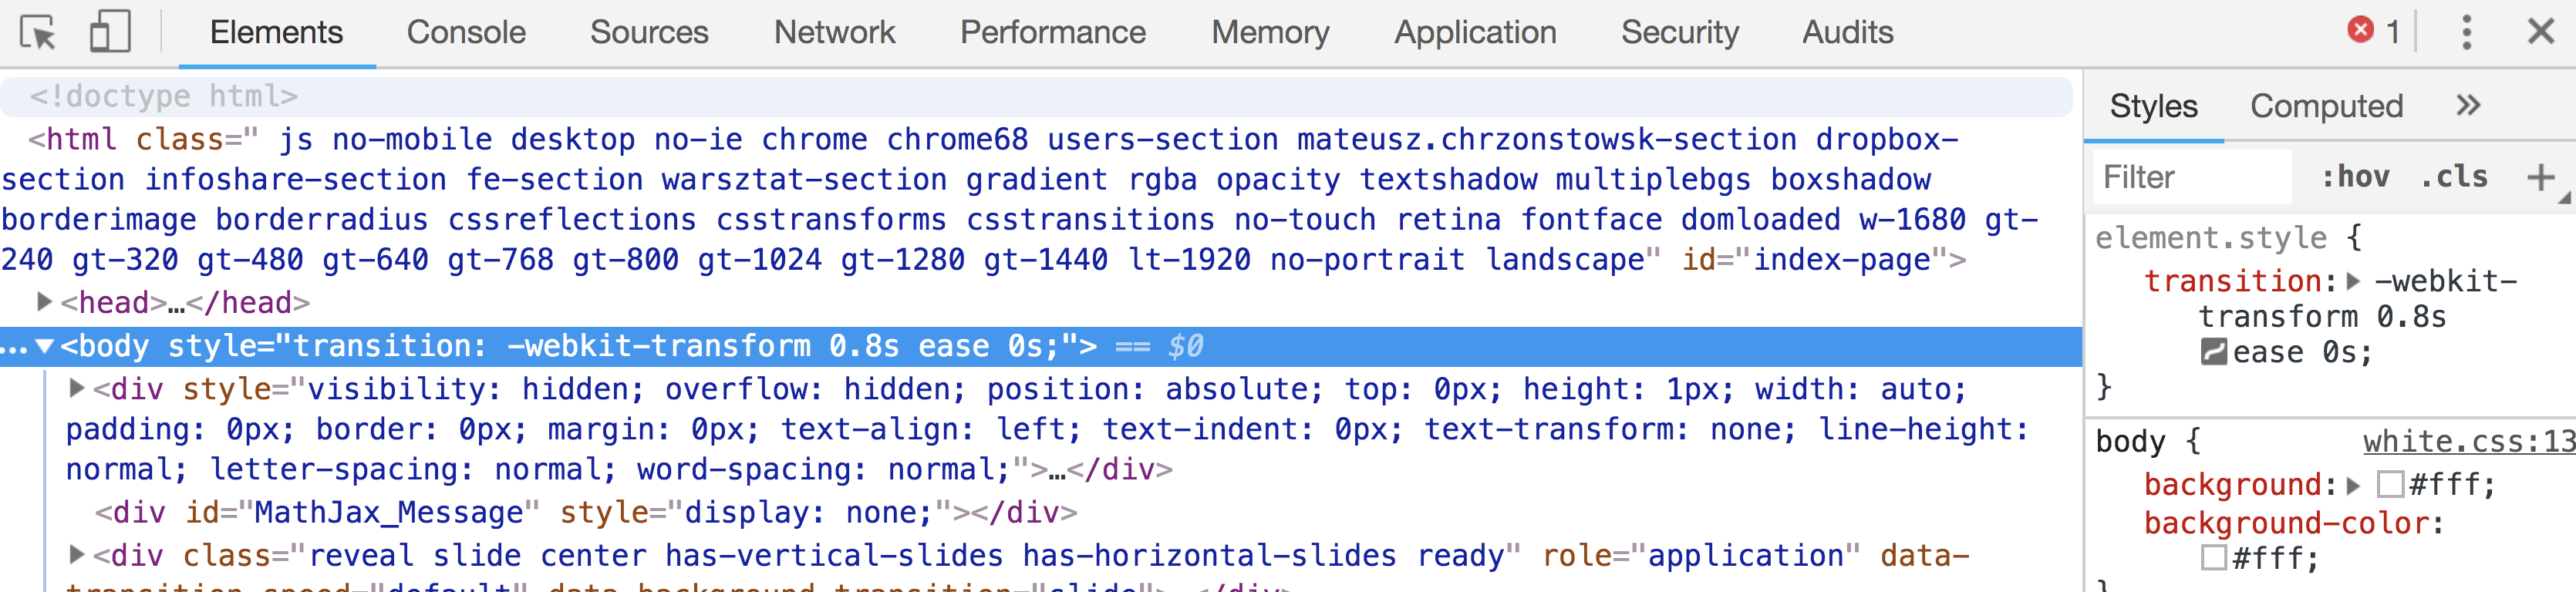 Elements Console Sources Network Performance Memory Application Security Audits 1
<!doctype html>
<html class=" js no-mobile desktop no-ie chrome chrome68 users-section mateusz.chrzonstowsk-section dropbox-
section infoshare-section fe-section warsztat-section gradient rgba opacity textshadow multiplebgs boxshadow
borderimage borderradius cssreflections csstransforms csstransitions no-touch retina fontface domloaded w-1680 gt-
240 gt-320 gt-480 gt-640 gt-768 gt-800 gt-1024 gt-1280 gt-1440 lt-1920 no-portrait landscape" id="index-page">
<head>…</head>
<body style="transition: -webkit-transform 0.8s ease 0s;"> == $0
<div style="visibility: hidden; overflow: hidden; position: absolute; top: 0px; height: 1px; width: auto;
padding: 0px; border: 0px; margin: 0px; text-align: left; text-indent: 0px; text-transform: none; line-height:
normal; letter-spacing: normal; word-spacing: normal;">…</div>
<div id="MathJax_Message" style="display: none;"></div>
<div class="reveal slide center has-vertical-slides has-horizontal-slides ready" role="application" data-
transition-speed="default" data-background-transition="slide">…</div>
Styles Computed »
Filter :hov .cls +
element.style {
transition: -webkit-
transform 0.8s
ease 0s;
}
body { white.css:13
background: #fff;
background-color:
#fff;
}